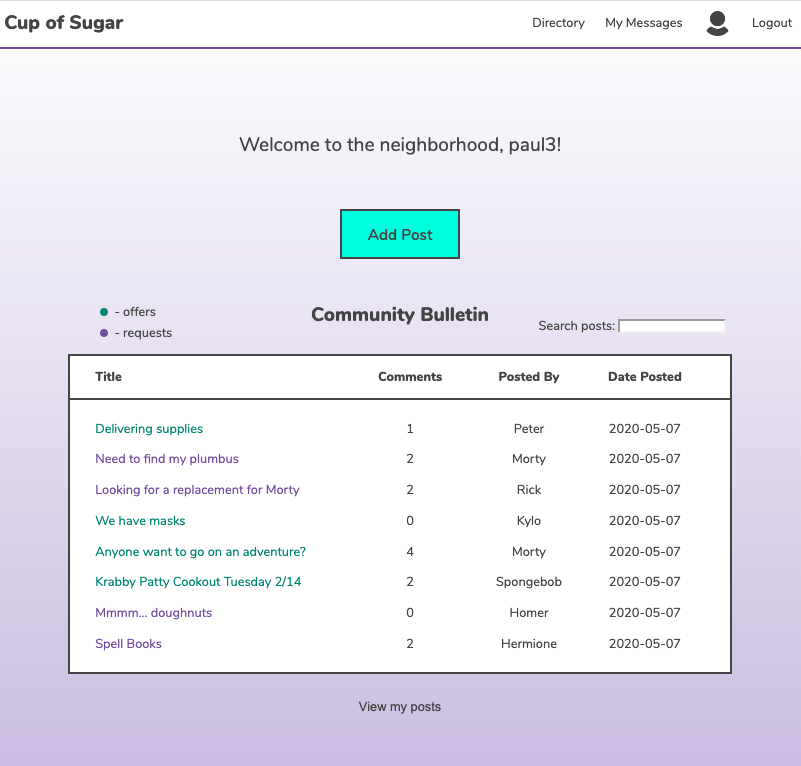 Cup of Sugar Directory My Messages Logout
Welcome to the neighborhood, paul3!
Add Post
- offers
- requests
Community Bulletin
Search posts:
Title Comments Posted By Date Posted
Delivering supplies 1 Peter 2020-05-07
Need to find my plumbus 2 Morty 2020-05-07
Looking for a replacement for Morty 2 Rick 2020-05-07
We have masks 0 Kylo 2020-05-07
Anyone want to go on an adventure? 4 Morty 2020-05-07
Krabby Patty Cookout Tuesday 2/14 2 Spongebob 2020-05-07
Mmmm... doughnuts 0 Homer 2020-05-07
Spell Books 2 Hermione 2020-05-07
View my posts